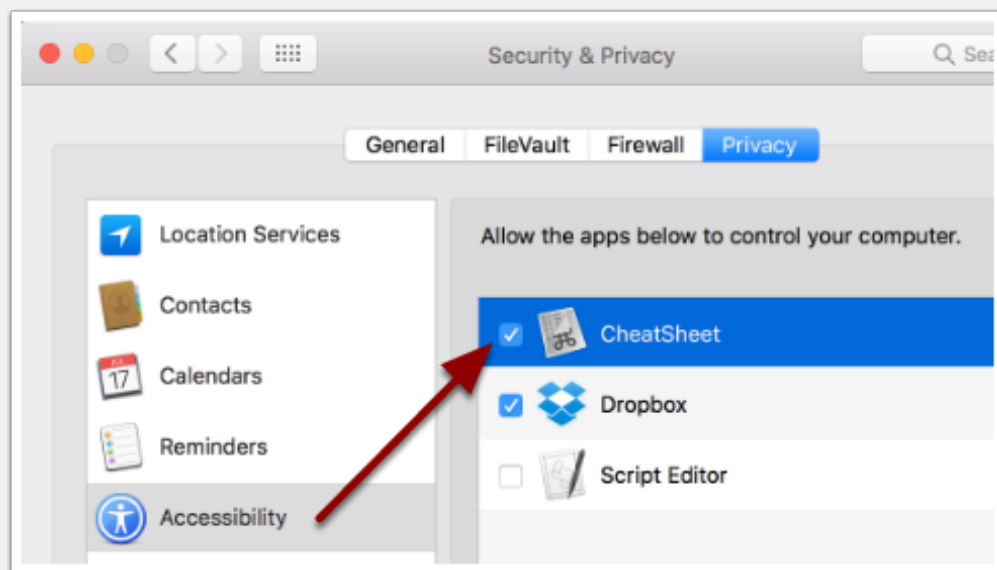 Security & Privacy
Sea
General FileVault Firewall Privacy
Location Services
Contacts
17
Calendars
Reminders
Accessibility
Allow the apps below to control your computer.
CheatSheet
Dropbox
Script Editor